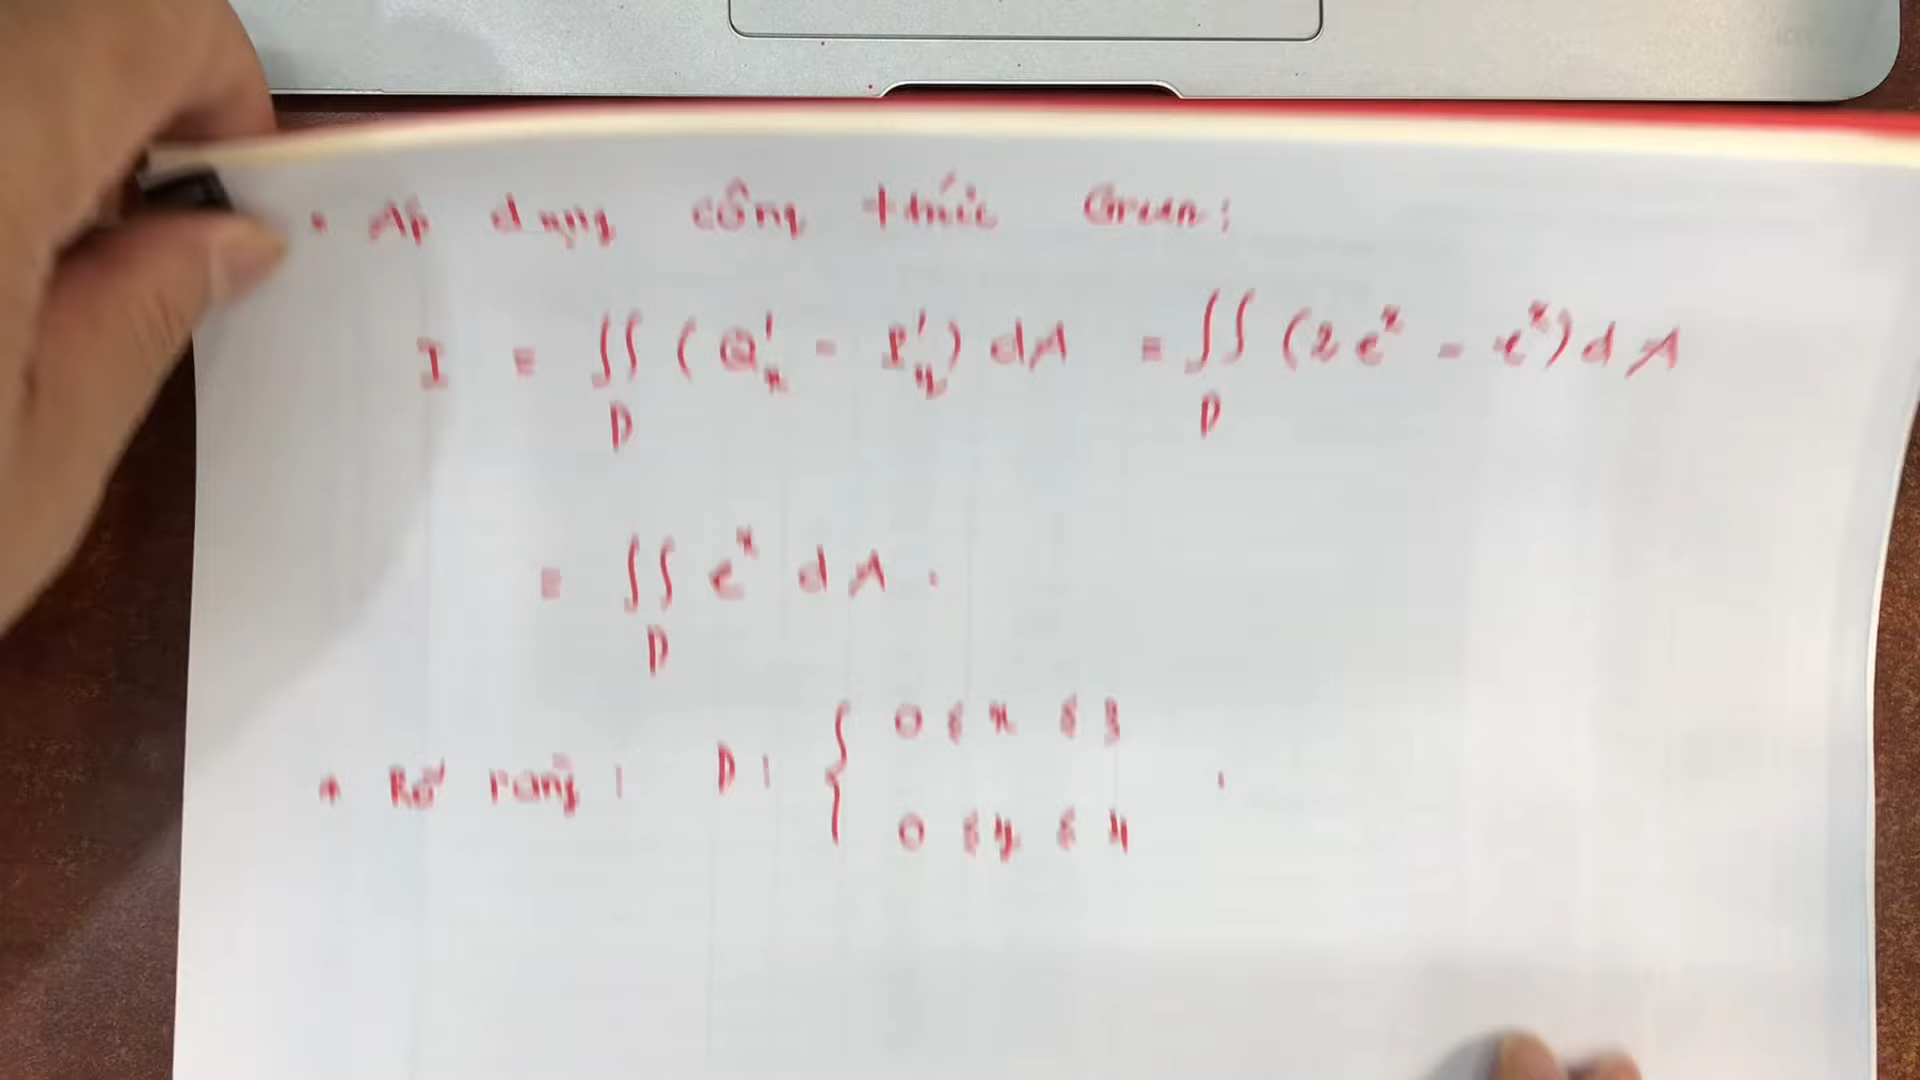 • Áp dụng công thức Green:
I = ∬_D (Q'_x - P'_y) dA = ∬_D (2e^x - e^x) dA
= ∬_D e^x dA.
+ Rõ ràng: D: { 0 ≤ x ≤ 3
0 ≤ y ≤ 4 .